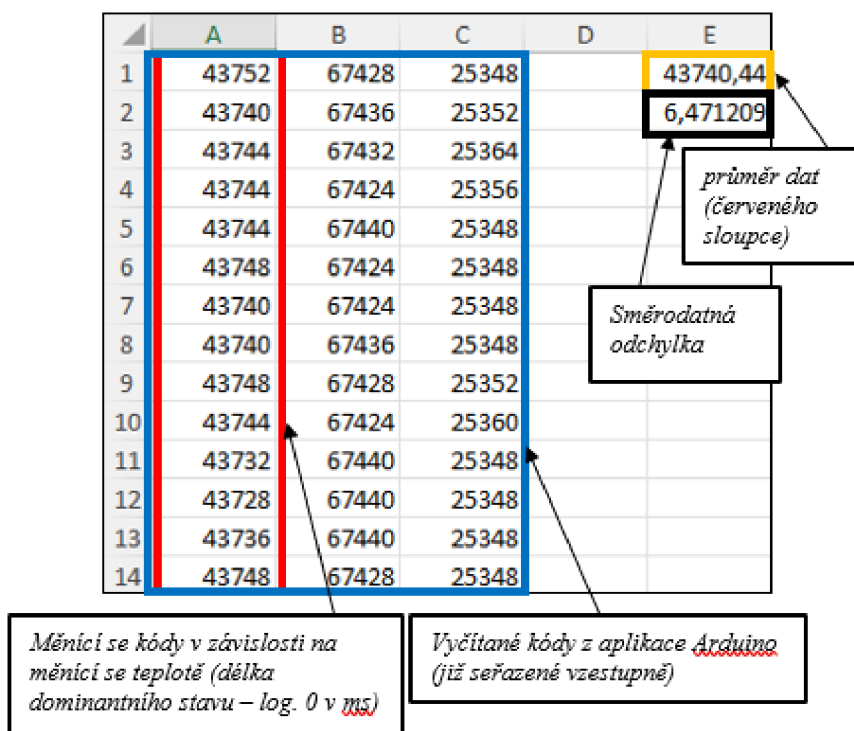 A B C D E
1 43752 67428 25348 43740,44
2 43740 67436 25352 6,471209
3 43744 67432 25364
4 43744 67424 25356
5 43744 67440 25348
6 43748 67424 25348
7 43740 67424 25348
8 43740 67436 25348
9 43748 67428 25352
10 43744 67424 25360
11 43732 67440 25348
12 43728 67440 25348
13 43736 67440 25348
14 43748 67428 25348
průměr dat
(červeného
sloupce)
Směrodatná
odchylka
Měnící se kódy v závislosti na
měnící se teplotě (délka
dominantního stavu – log. 0 v ms)
Vyčítané kódy z aplikace Arduino
(již seřazené vzestupně)